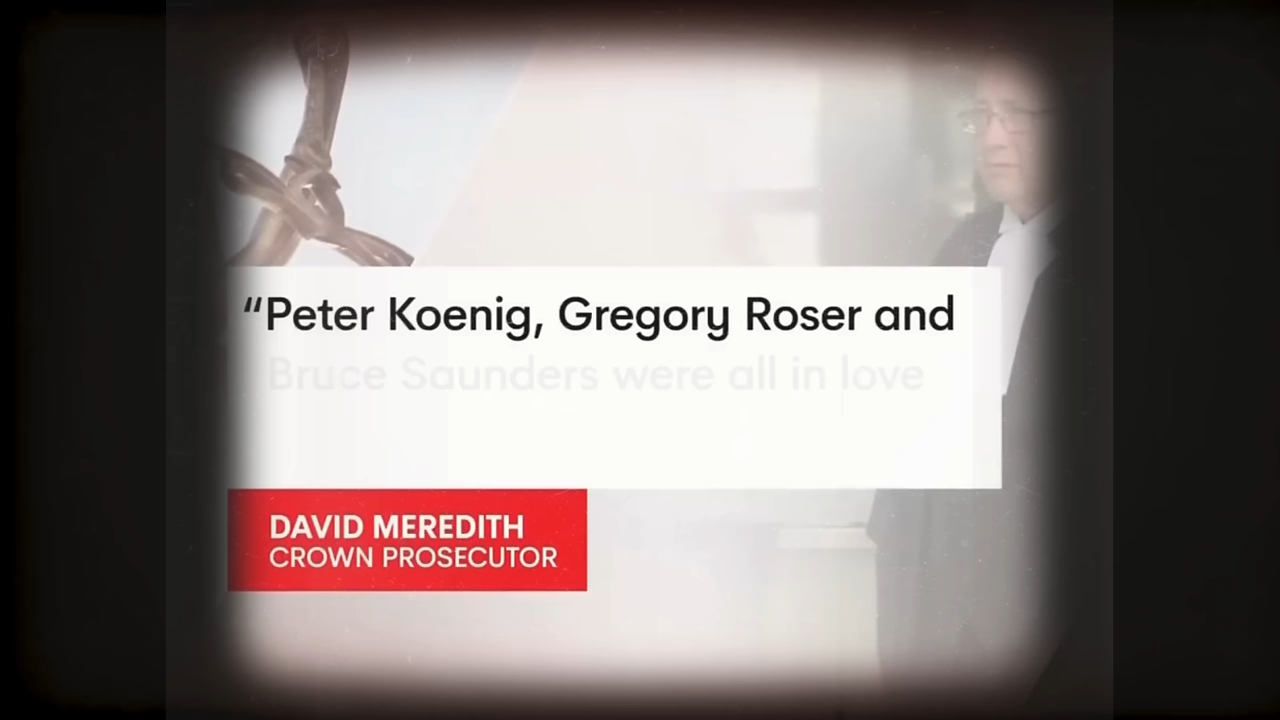 “Peter Koenig, Gregory Roser and
Bruce Saunders were all in love
DAVID MEREDITH
CROWN PROSECUTOR